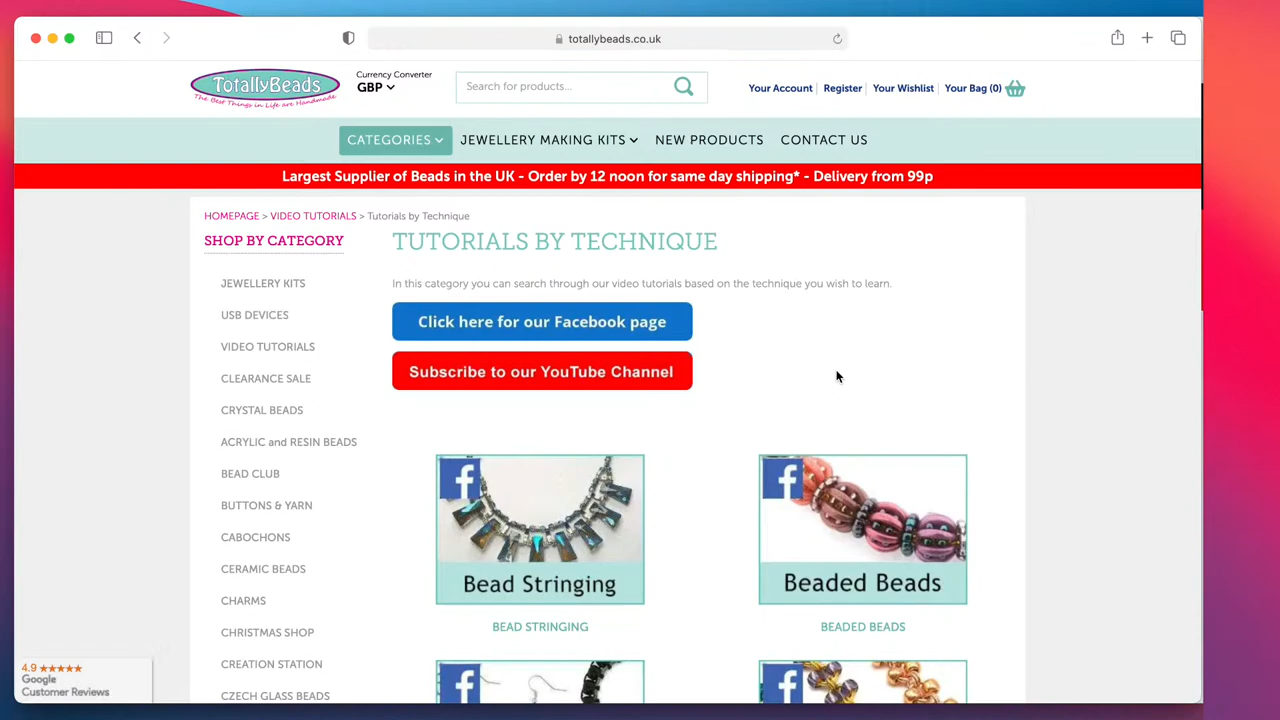 totallybeads.co.uk
TotallyBeads
The Best Things in Life are Handmade
Currency Converter
GBP
Search for products...
Your Account
Register
Your Wishlist
Your Bag (0)
CATEGORIES
JEWELLERY MAKING KITS
NEW PRODUCTS
CONTACT US
Largest Supplier of Beads in the UK - Order by 12 noon for same day shipping* - Delivery from 99p
HOMEPAGE > VIDEO TUTORIALS > Tutorials by Technique
SHOP BY CATEGORY
JEWELLERY KITS
USB DEVICES
VIDEO TUTORIALS
CLEARANCE SALE
CRYSTAL BEADS
ACRYLIC and RESIN BEADS
BEAD CLUB
BUTTONS & YARN
CABOCHONS
CERAMIC BEADS
CHARMS
CHRISTMAS SHOP
CREATION STATION
CZECH GLASS BEADS
TUTORIALS BY TECHNIQUE
In this category you can search through our video tutorials based on the technique you wish to learn.
Click here for our Facebook page
Subscribe to our YouTube Channel
f
Bead Stringing
BEAD STRINGING
f
Beaded Beads
BEADED BEADS
f
f
4.9 ★★★★★
Google
Customer Reviews